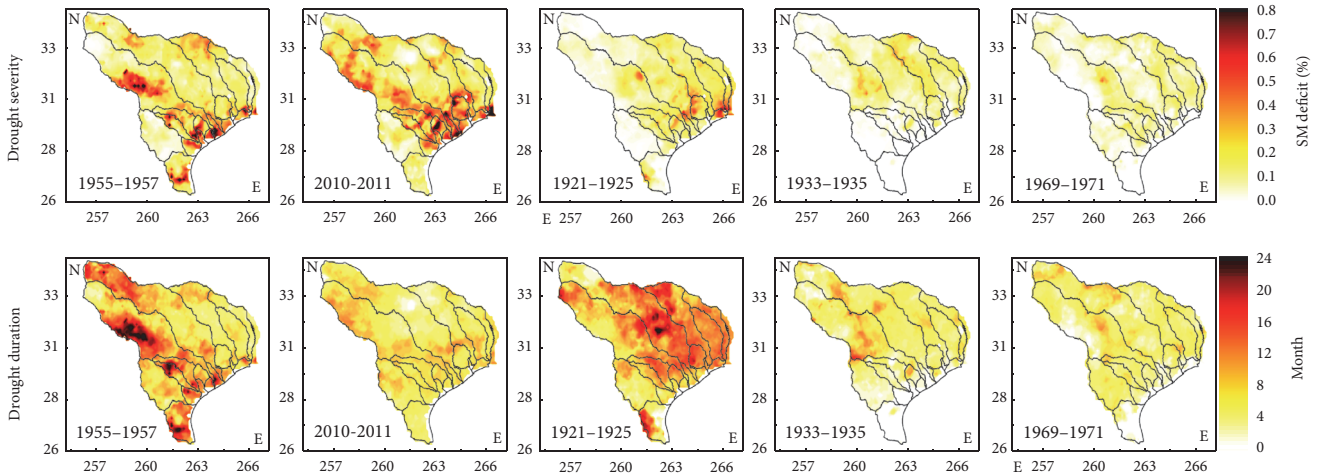 Drought severity
N
33
31
28
26
1955–1957
257 260 263 266
N
33
31
28
26
2010-2011
E
257 260 263 266
N
33
31
28
26
1921–1925
E 257 260 263 266
N
33
31
28
26
1933–1935
E
257 260 263 266
N
33
31
28
26
1969–1971
E
257 260 263 266
0.8
0.7
0.6
0.5
0.4
0.3
0.2
0.1
0.0
SM deficit (%)
Drought duration
N
33
31
28
26
1955–1957
E
257 260 263 266
N
33
31
28
26
2010-2011
E
257 260 263 266
N
33
31
28
26
1921–1925
E
257 260 263 266
N
33
31
28
26
1933–1935
E
257 260 263 266
N
33
31
28
26
1969–1971
E 257 260 263 266
24
20
16
12
8
4
0
Month